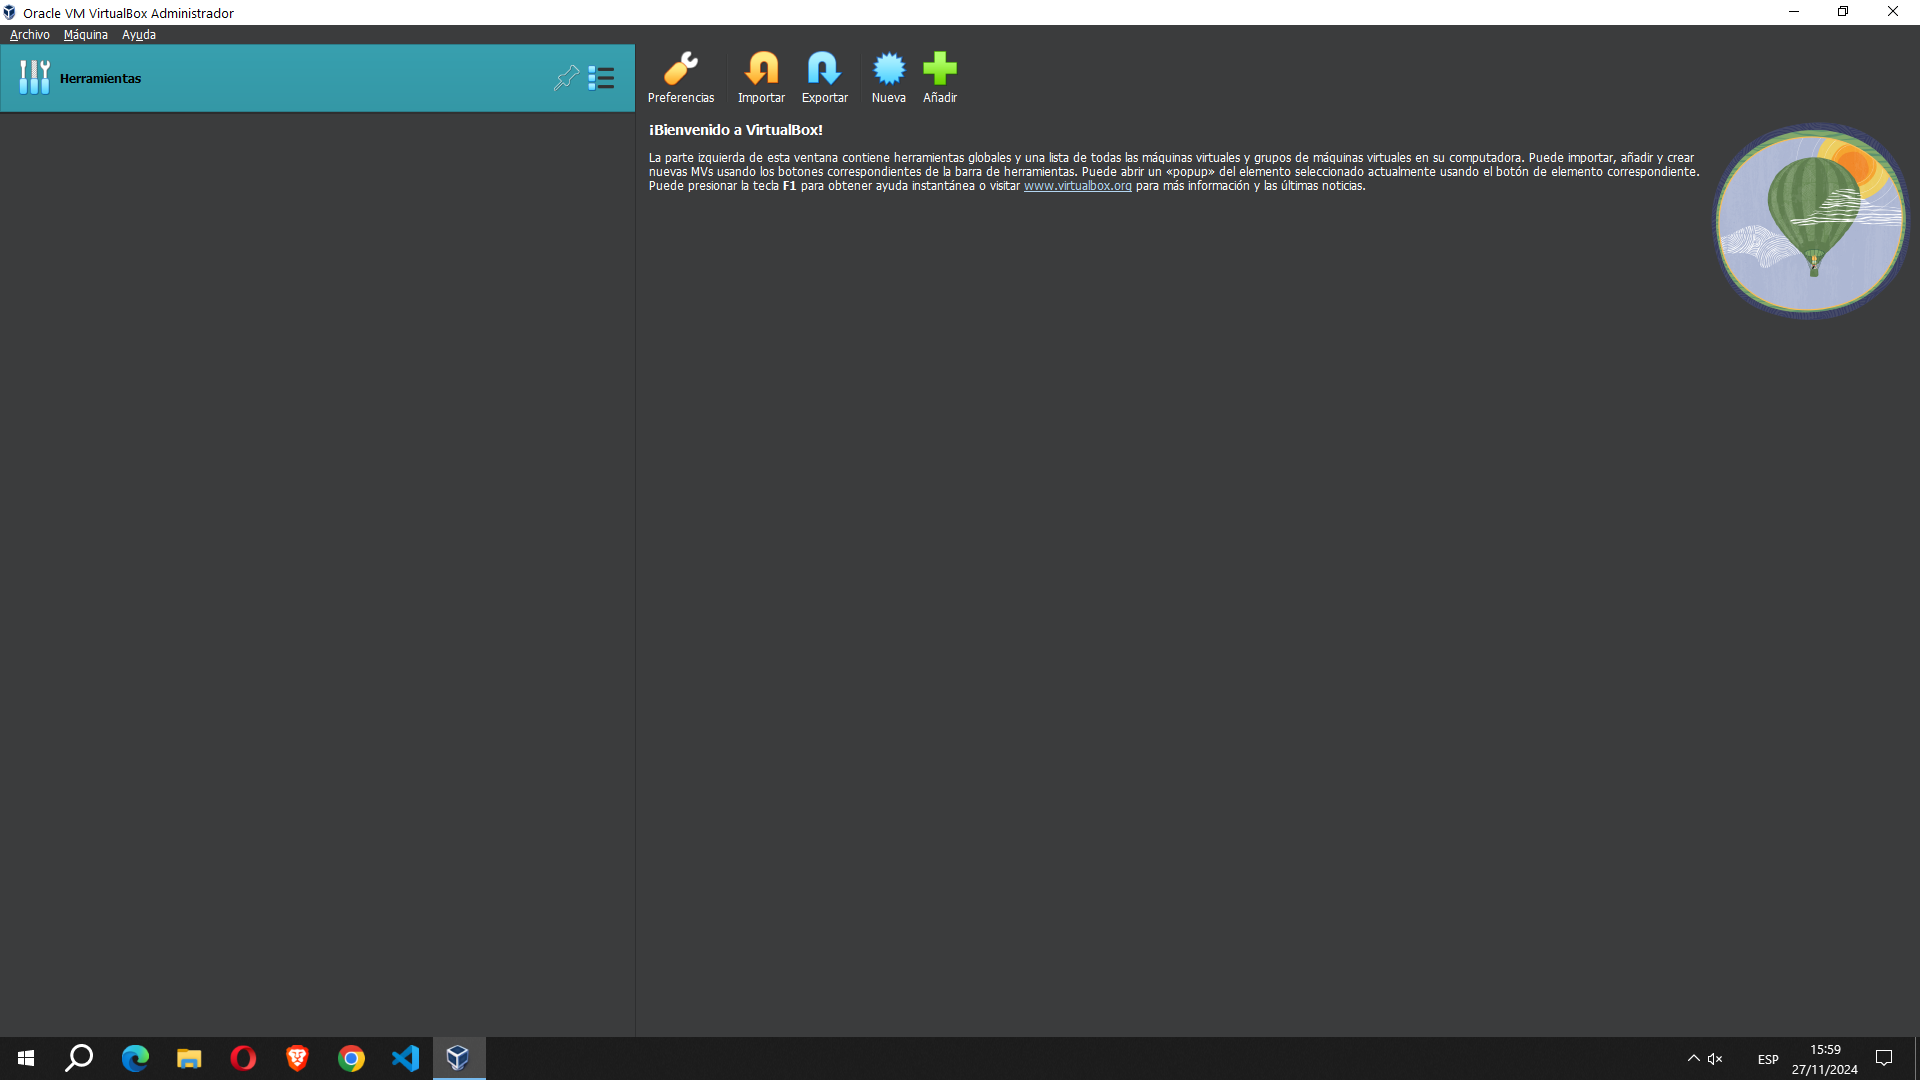 Oracle VM VirtualBox Administrador
Archivo Máquina Ayuda
Herramientas
Preferencias Importar Exportar Nueva Añadir
¡Bienvenido a VirtualBox!
La parte izquierda de esta ventana contiene herramientas globales y una lista de todas las máquinas virtuales y grupos de máquinas virtuales en su computadora. Puede importar, añadir y crear
nuevas MVs usando los botones correspondientes de la barra de herramientas. Puede abrir un «popup» del elemento seleccionado actualmente usando el botón de elemento correspondiente.
Puede presionar la tecla F1 para obtener ayuda instantánea o visitar www.virtualbox.org para más información y las últimas noticias.
ESP
15:59
27/11/2024